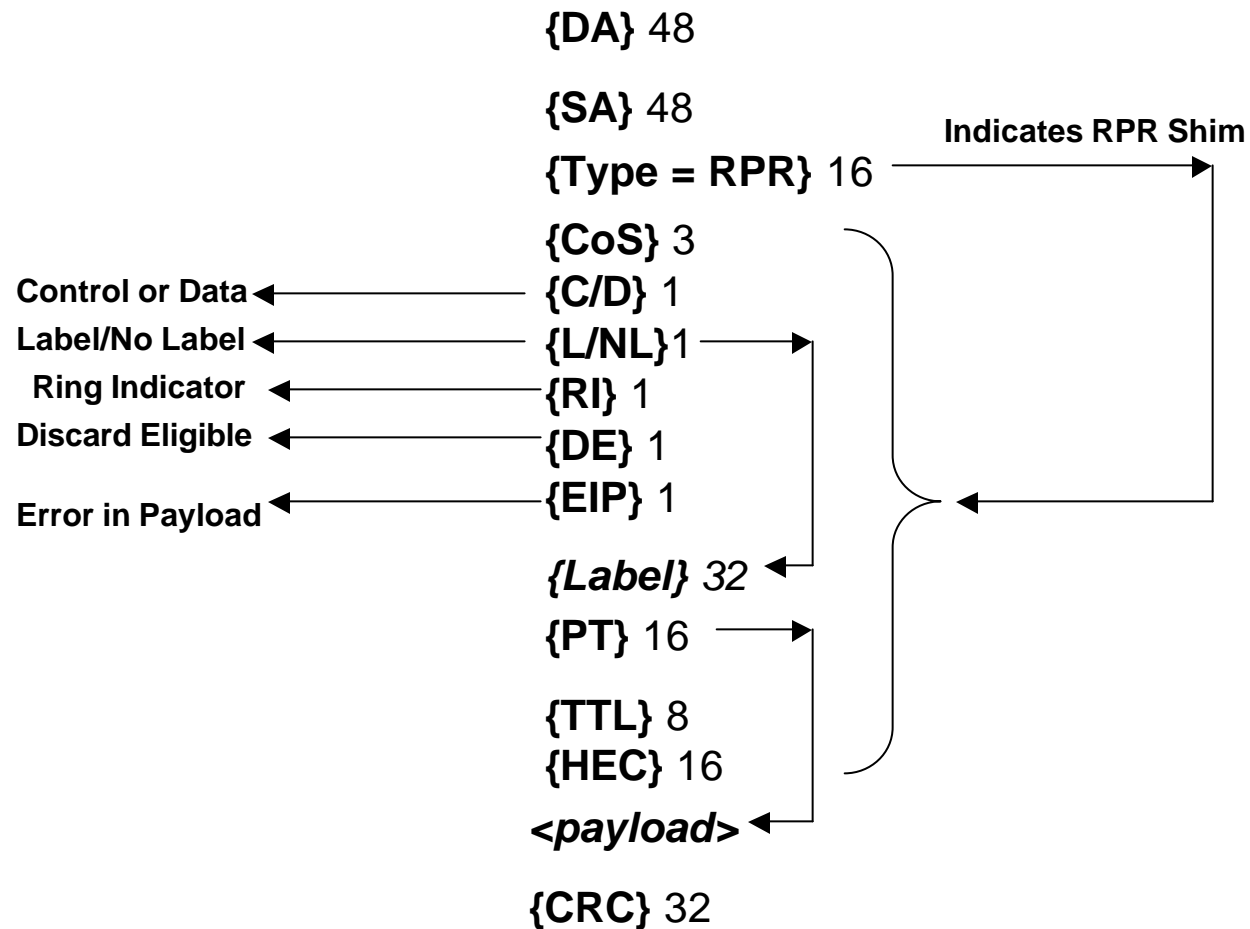 {DA} 48
{SA} 48
Indicates RPR Shim
{Type = RPR} 16
{CoS} 3
Control or Data
{C/D} 1
Label/No Label
{L/NL}1
Ring Indicator
{RI} 1
Discard Eligible
{DE} 1
Error in Payload
{EIP} 1
{Label} 32
{PT} 16
{TTL} 8
{HEC} 16
<payload>
{CRC} 32